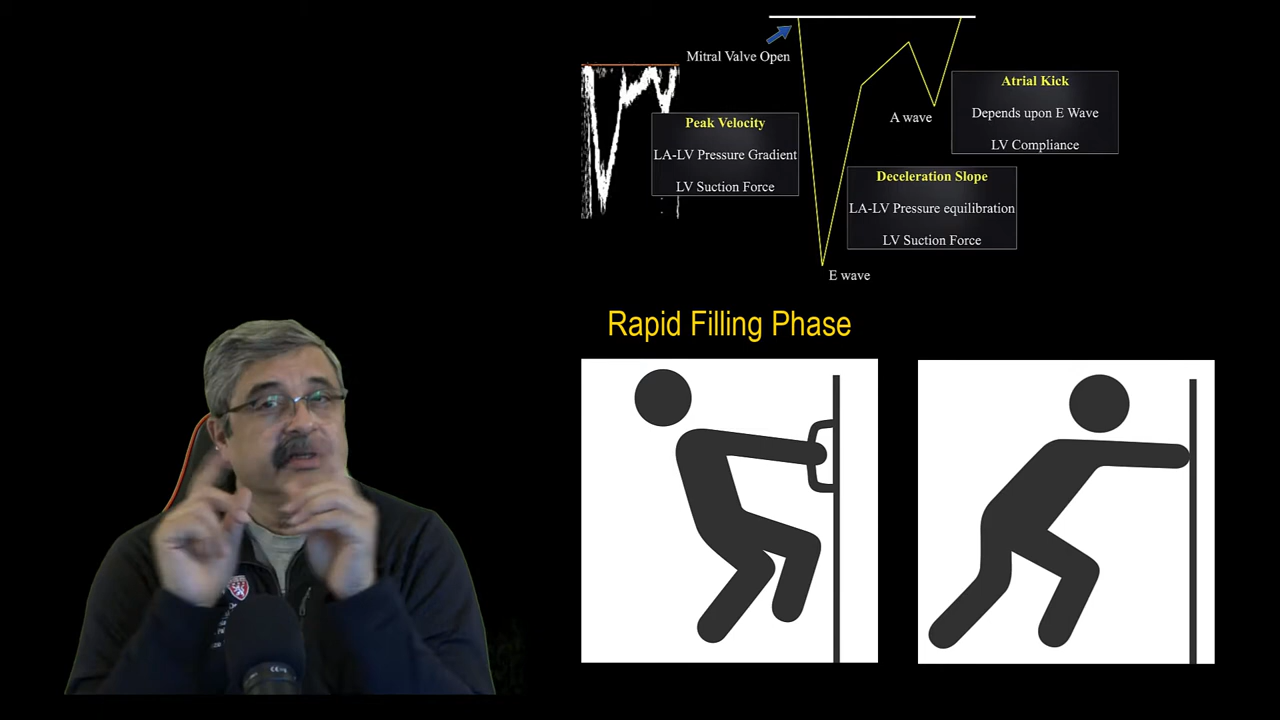 Mitral Valve Open
Peak Velocity
LA-LV Pressure Gradient
LV Suction Force
A wave
Atrial Kick
Depends upon E Wave
LV Compliance
Deceleration Slope
LA-LV Pressure equilibration
LV Suction Force
E wave
Rapid Filling Phase